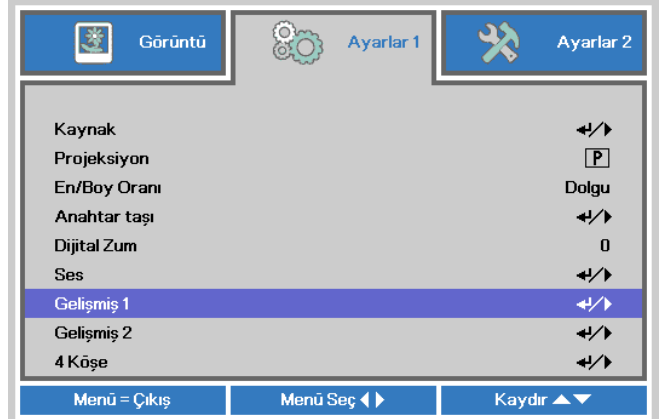 Görüntü Ayarlar 1 Ayarlar 2
Kaynak
Projeksiyon P
En/Boy Oranı Dolgu
Anahtar taşı
Dijital Zum 0
Ses
Gelişmiş 1
Gelişmiş 2
4 Köşe
Menü = Çıkış Menü Seç Kaydır